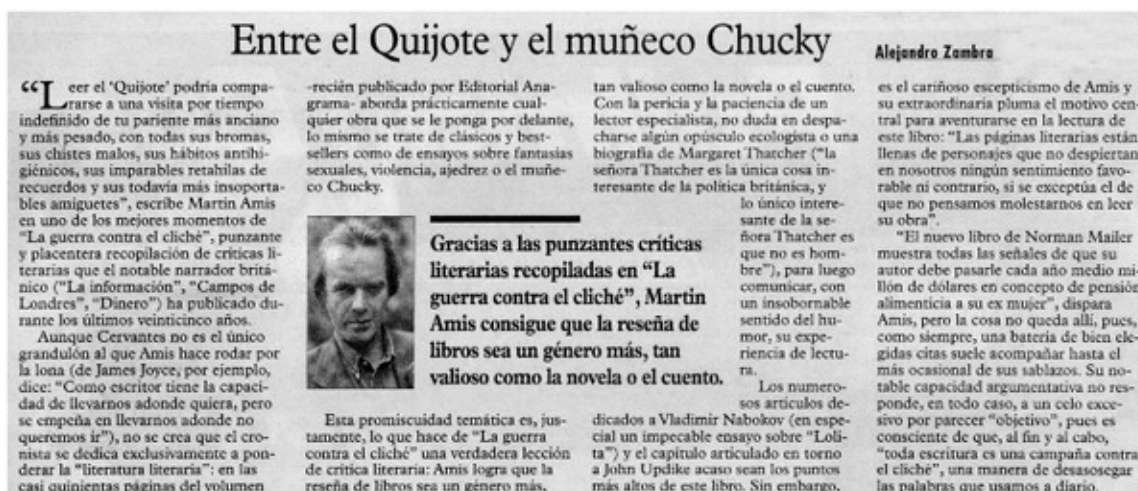 Entre el Quijote y el muñeco Chucky
Alejandro Zambra
“Leer el ‘Quijote’ podría compa-
rarse a una visita por tiempo
indefinido de tu pariente más anciano
y más pesado, con todas sus bromas,
sus chistes malos, sus hábitos antihi-
giénicos, sus imparables retahílas de
recuerdos y sus todavía más insoporta-
bles amiguetes”, escribe Martin Amis
en uno de los mejores momentos de
“La guerra contra el cliché”, punzante
y placentera recopilación de críticas li-
terarias que el notable narrador britá-
nico (“La información”, “Campos de
Londres”, “Dinero”) ha publicado du-
rante los últimos veinticinco años.
Aunque Cervantes no es el único
grandulón al que Amis hace rodar por
la lona (de James Joyce, por ejemplo,
dice: “Como escritor tiene la capaci-
dad de llevarnos adonde quiera, pero
se empeña en llevarnos adonde no
queremos ir”), no se crea que el cro-
nista se dedica exclusivamente a pon-
derar la “literatura literaria”: en las
casi quinientas páginas del volumen
-recién publicado por Editorial Ana-
grama- aborda prácticamente cual-
quier obra que se le ponga por delante,
lo mismo se trate de clásicos y best-
sellers como de ensayos sobre fantasías
sexuales, violencia, ajedrez o el muñe-
co Chucky.
Gracias a las punzantes críticas
literarias recopiladas en “La
guerra contra el cliché”, Martin
Amis consigue que la reseña de
libros sea un género más, tan
valioso como la novela o el cuento.
Esta promiscuidad temática es, jus-
tamente, lo que hace de “La guerra
contra el cliché” una verdadera lección
de crítica literaria: Amis logra que la
reseña de libros sea un género más,
tan valioso como la novela o el cuento.
Con la pericia y la paciencia de un
lector especialista, no duda en despa-
charse algún opúsculo ecologista o una
biografía de Margaret Thatcher (“la
señora Thatcher es la única cosa in-
teresante de la política británica, y
lo único intere-
sante de la se-
ñora Thatcher es
que no es hom-
bre”), para luego
comunicar, con
un insobornable
sentido del hu-
mor, su expe-
riencia de lectu-
ra.
Los numero-
sos artículos de-
dicados a Vladimir Nabokov (en espe-
cial un impecable ensayo sobre “Loli-
ta”) y el capítulo articulado en torno
a John Updike acaso sean los puntos
más altos de este libro. Sin embargo,
es el cariñoso escepticismo de Amis y
su extraordinaria pluma el motivo cen-
tral para aventurarse en la lectura de
este libro: “Las páginas literarias están
llenas de personajes que no despiertan
en nosotros ningún sentimiento favo-
rable ni contrario, si se exceptúa el de
que no pensamos molestarnos en leer
su obra”.
“El nuevo libro de Norman Mailer
muestra todas las señales de que su
autor debe pasarle cada año medio mi-
llón de dólares en concepto de pensión
alimenticia a su ex mujer”, dispara
Amis, pero la cosa no queda allí, pues,
como siempre, una batería de bien ele-
gidas citas suele acompañar hasta el
más ocasional de sus sablazos. Su no-
table capacidad argumentativa no res-
ponde, en todo caso, a un celo exce-
sivo por parecer “objetivo”, pues es
consciente de que, al fin y al cabo,
“toda escritura es una campaña contra
el cliché”, una manera de desasosegar
las palabras que usamos a diario.